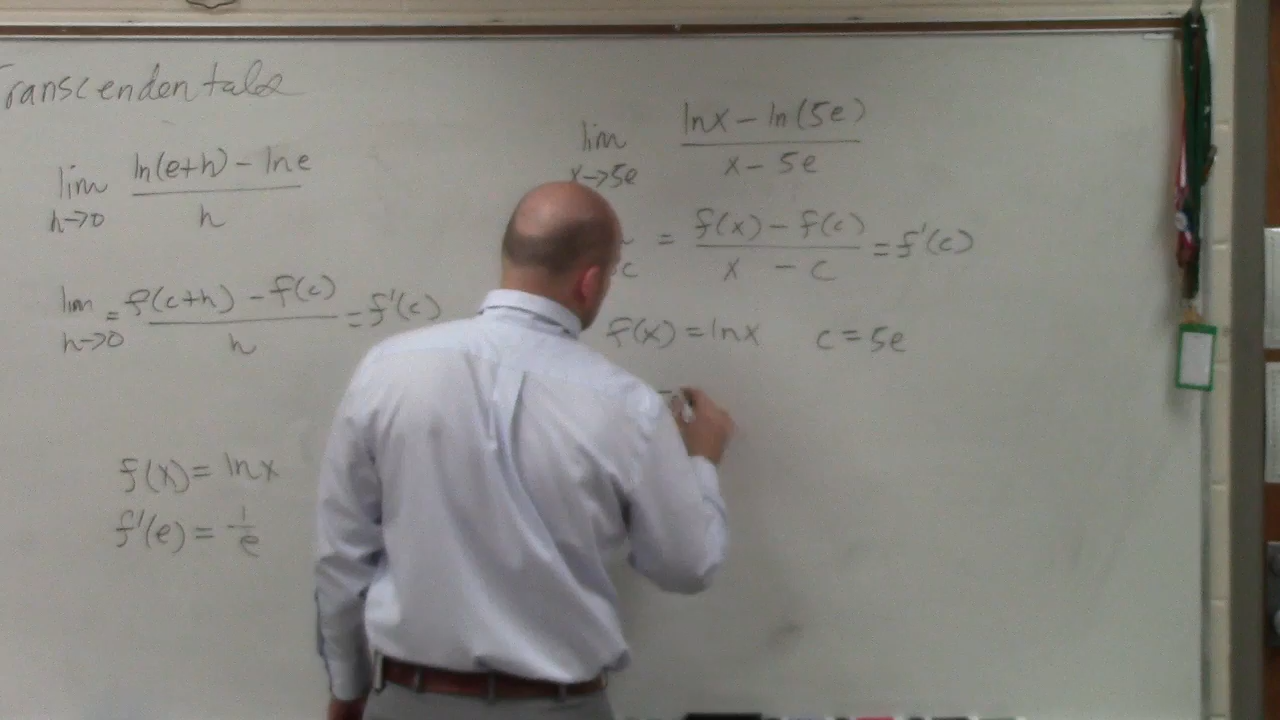 Transcendentals
lim h→0 ln(e+h) - ln e / h
lim h→0 = f(c+h) - f(c) / h = f'(c)
f(x) = ln x
f'(e) = 1/e
lim x→5e ln x - ln(5e) / x - 5e
c = f(x) - f(c) / x - c = f'(c)
f(x) = ln x c = 5e